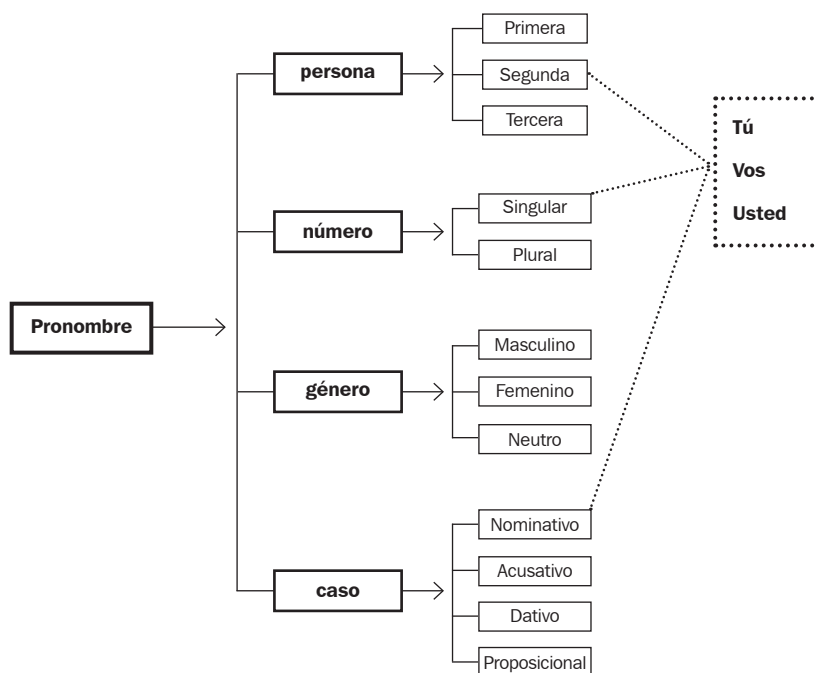 Pronombre
persona
Primera
Segunda
Tercera
número
Singular
Plural
género
Masculino
Femenino
Neutro
caso
Nominativo
Acusativo
Dativo
Proposicional
Tú
Vos
Usted